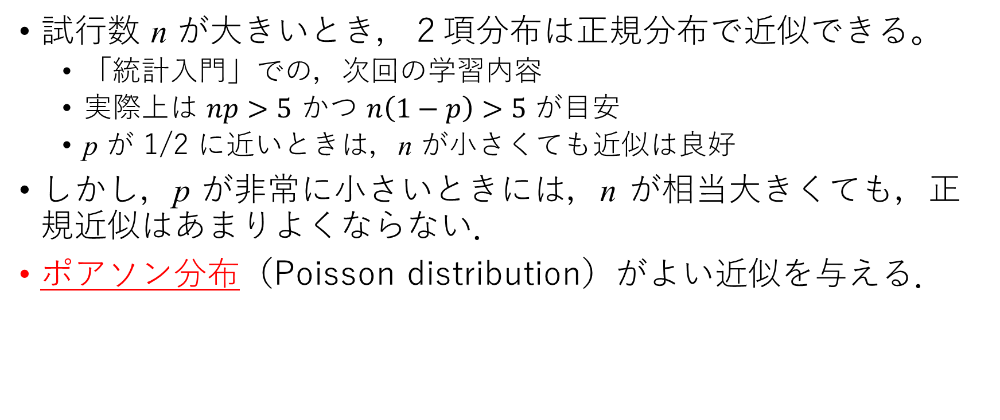 • 試行数 n が大きいとき，２項分布は正規分布で近似できる。
• 「統計入門」での，次回の学習内容
• 実際上は np > 5 かつ n(1 − p) > 5 が目安
• p が 1/2 に近いときは，n が小さくても近似は良好
• しかし，p が非常に小さいときには，n が相当大きくても，正
規近似はあまりよくならない．
• ポアソン分布（Poisson distribution）がよい近似を与える．